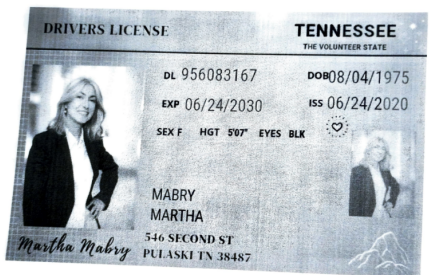 DRIVERS LICENSE
TENNESSEE
THE VOLUNTEER STATE
DL 956083167
DOB08/04/1975
EXP 06/24/2030
ISS 06/24/2020
SEX F HGT 5'07" EYES BLK
MABRY
MARTHA
Martha Mabry
546 SECOND ST
PULASKI TN 38487